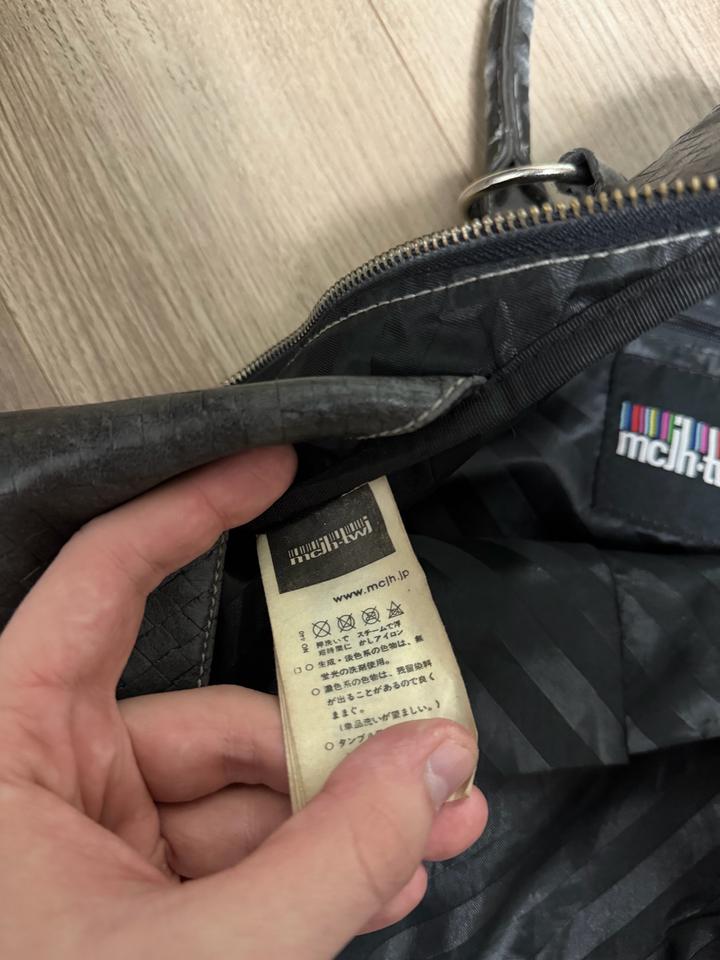 mcjh-twj
www.mcjh.jp
押洗いで スチームで浮
短時間に かしアイロン
○ 生成・淡色系の色物は、無
蛍光の洗剤使用。
○ 濃色系の色物は、残留染料
が出ることがあるので良く
(単品洗いが望ましい。)
○ タンブ
mcjh-tw